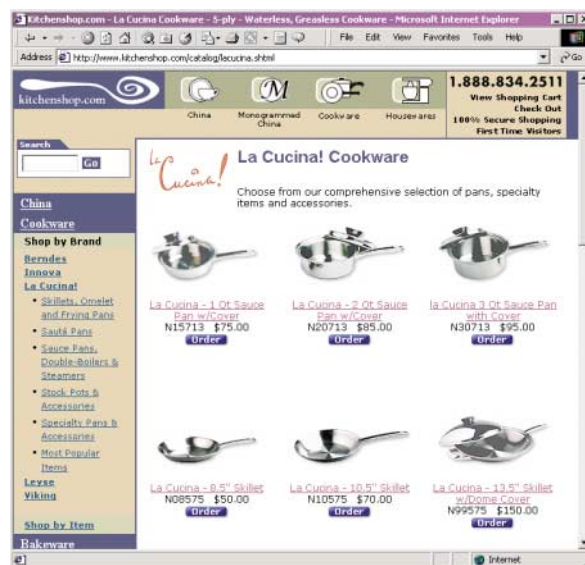 Kitchenshop.com - La Cucina Cookware - 5-ply - Waterless, Greasless Cookware - Microsoft Internet Explorer
File Edit View Favorites Tools Help
Address http://www.kitchenshop.com/catalog/lacucina.shtml Go
kitchenshop.com
China
Monogrammed
China
Cookware
Housewares
1.888.834.2511
View Shopping Cart
Check Out
100% Secure Shopping
First Time Visitors
Search
Go
China
Cookware
Shop by Brand
Berndes
Innova
La Cucina!
• Skillets, Omelet
and Frying Pans
• Sauté Pans
• Sauce Pans,
Double-Boilers &
Steamers
• Stock Pots &
Accessories
• Specialty Pans &
Accessories
• Most Popular
Items
Leyse
Viking
Shop by Item
Bakeware
La Cucina!
La Cucina! Cookware
Choose from our comprehensive selection of pans, specialty
items and accessories.
La Cucina - 1 Qt Sauce
Pan w/Cover
N15713 $75.00
Order
La Cucina - 2 Qt Sauce
Pan w/Cover
N20713 $85.00
Order
la Cucina 3 Qt Sauce Pan
with Cover
N30713 $95.00
Order
La Cucina - 8.5" Skillet
N08575 $50.00
Order
La Cucina - 10.5" Skillet
N10575 $70.00
Order
La Cucina - 13.5" Skillet
w/Dome Cover
N99575 $150.00
Order
Internet